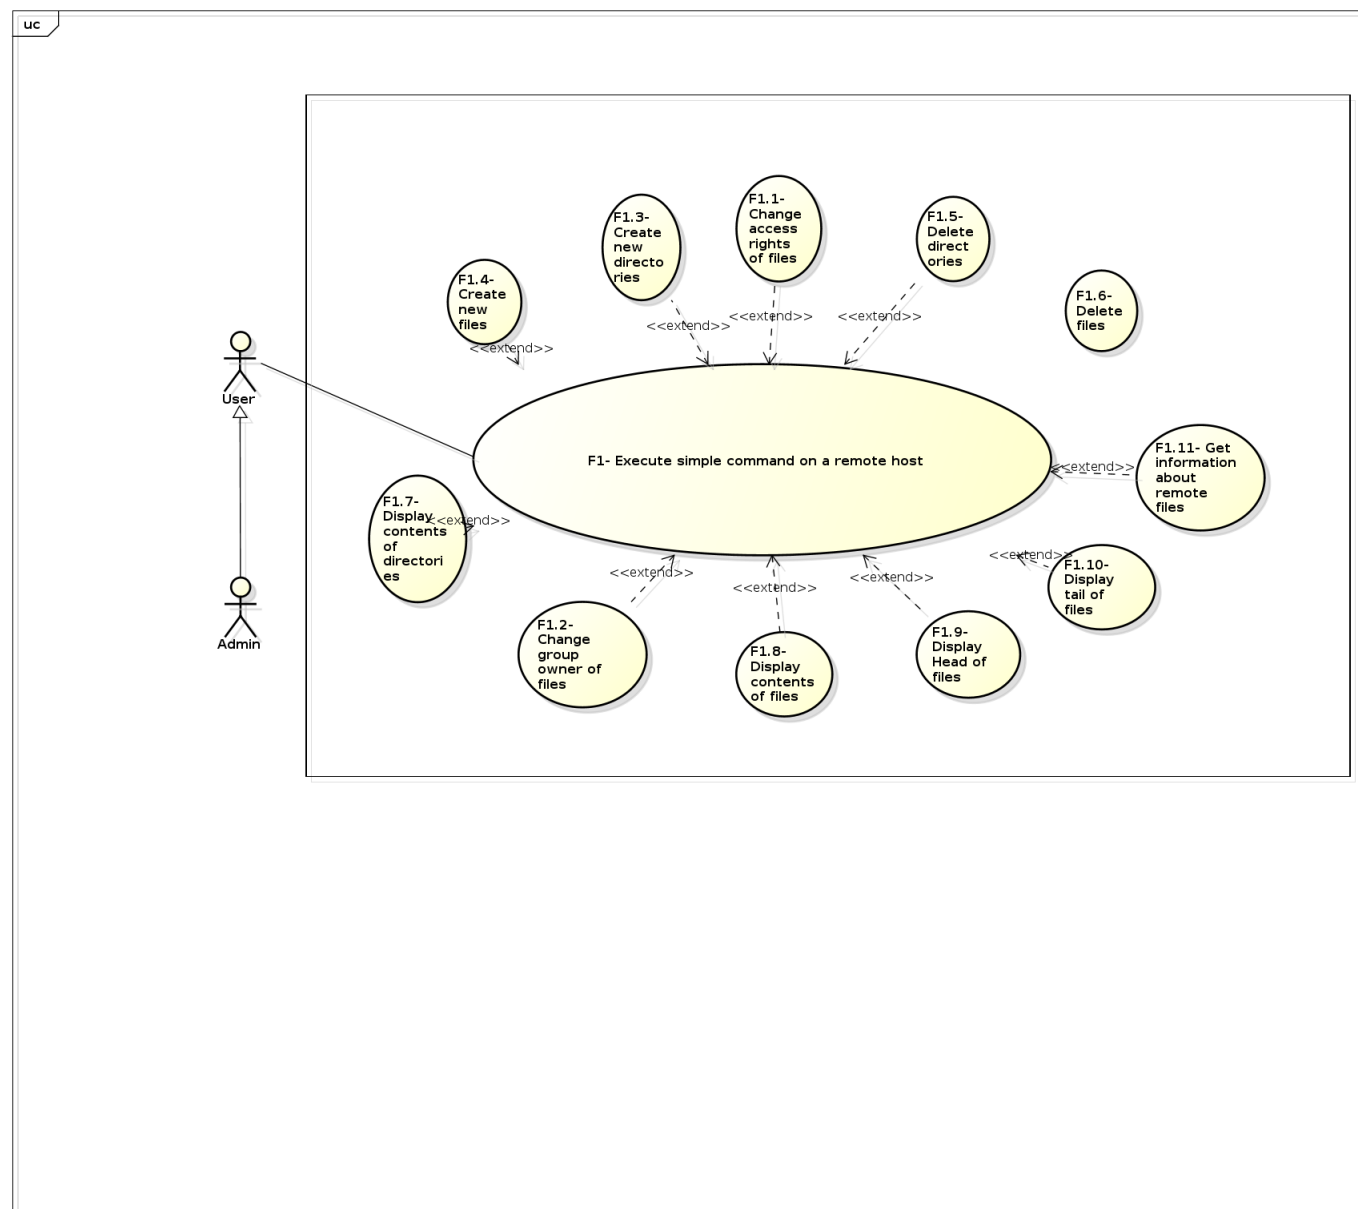 uc
F1.1-
Change
access
rights
of files
F1.3-
Create
new
directo
ries
F1.5-
Delete
direct
ories
F1.4-
Create
new
files
F1.6-
Delete
files
<<extend>>
<<extend>>
<<extend>>
<<extend>>
User
F1- Execute simple command on a remote host
F1.11- Get
information
about
remote
files
<<extend>>
F1.7-
Display
contents
of
directori
es
<<extend>>
<<extend>>
<<extend>>
<<extend>>
<<extend>>
<<extend>>
F1.10-
Display
tail of
files
F1.2-
Change
group
owner of
files
F1.8-
Display
contents
of files
F1.9-
Display
Head of
files
Admin